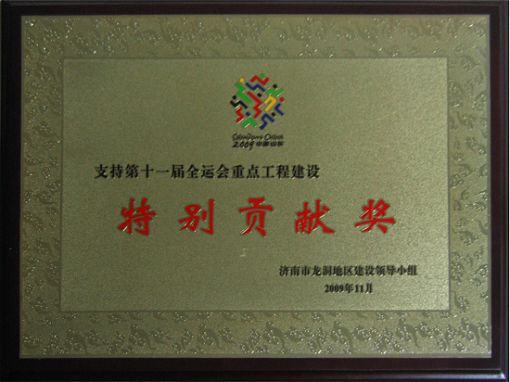 Shandong China
2009 中国山东
支持第十一届全运会重点工程建设
特别贡献奖
济南市龙洞地区建设领导小组
2009年11月